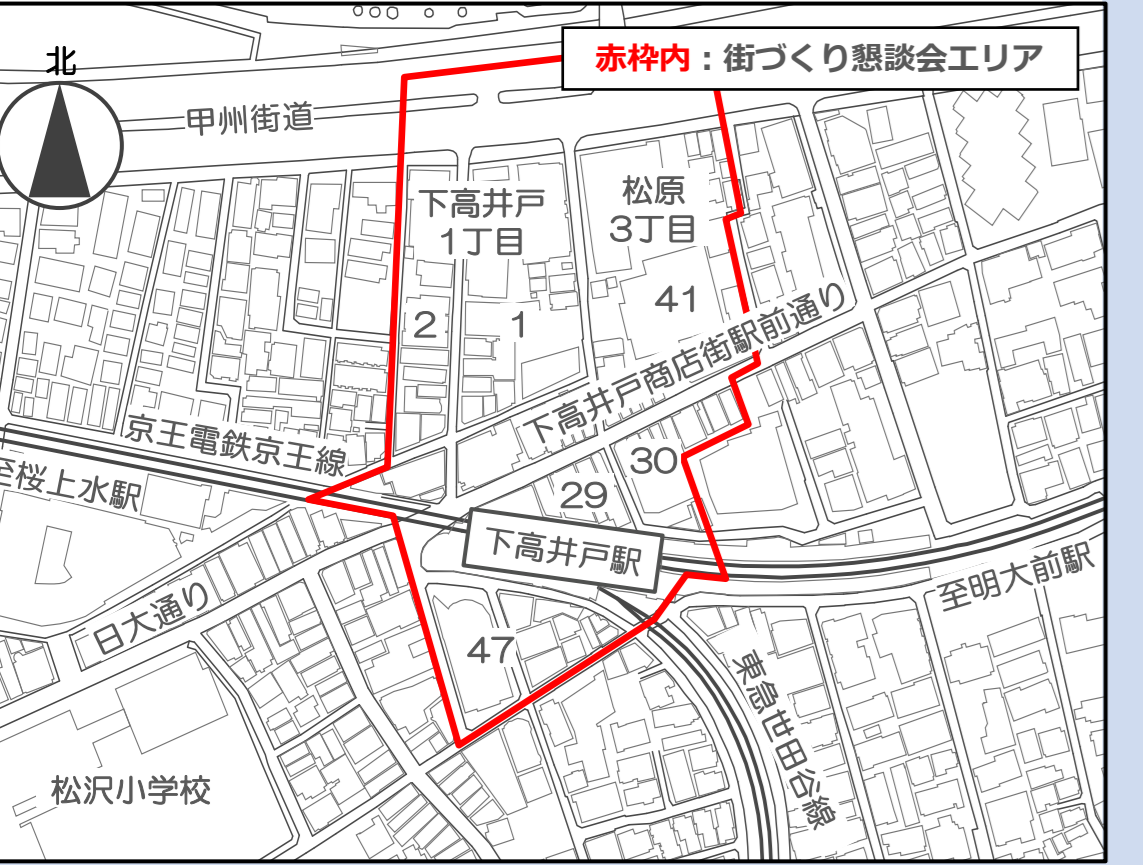 北
赤枠内：街づくり懇談会エリア
甲州街道
下高井戸
1丁目
松原
3丁目
41
2
1
下高井戸商店街駅前通り
京王電鉄京王線
至桜上水駅
30
29
下高井戸駅
至明大前駅
日大通り
47
東急世田谷線
松沢小学校